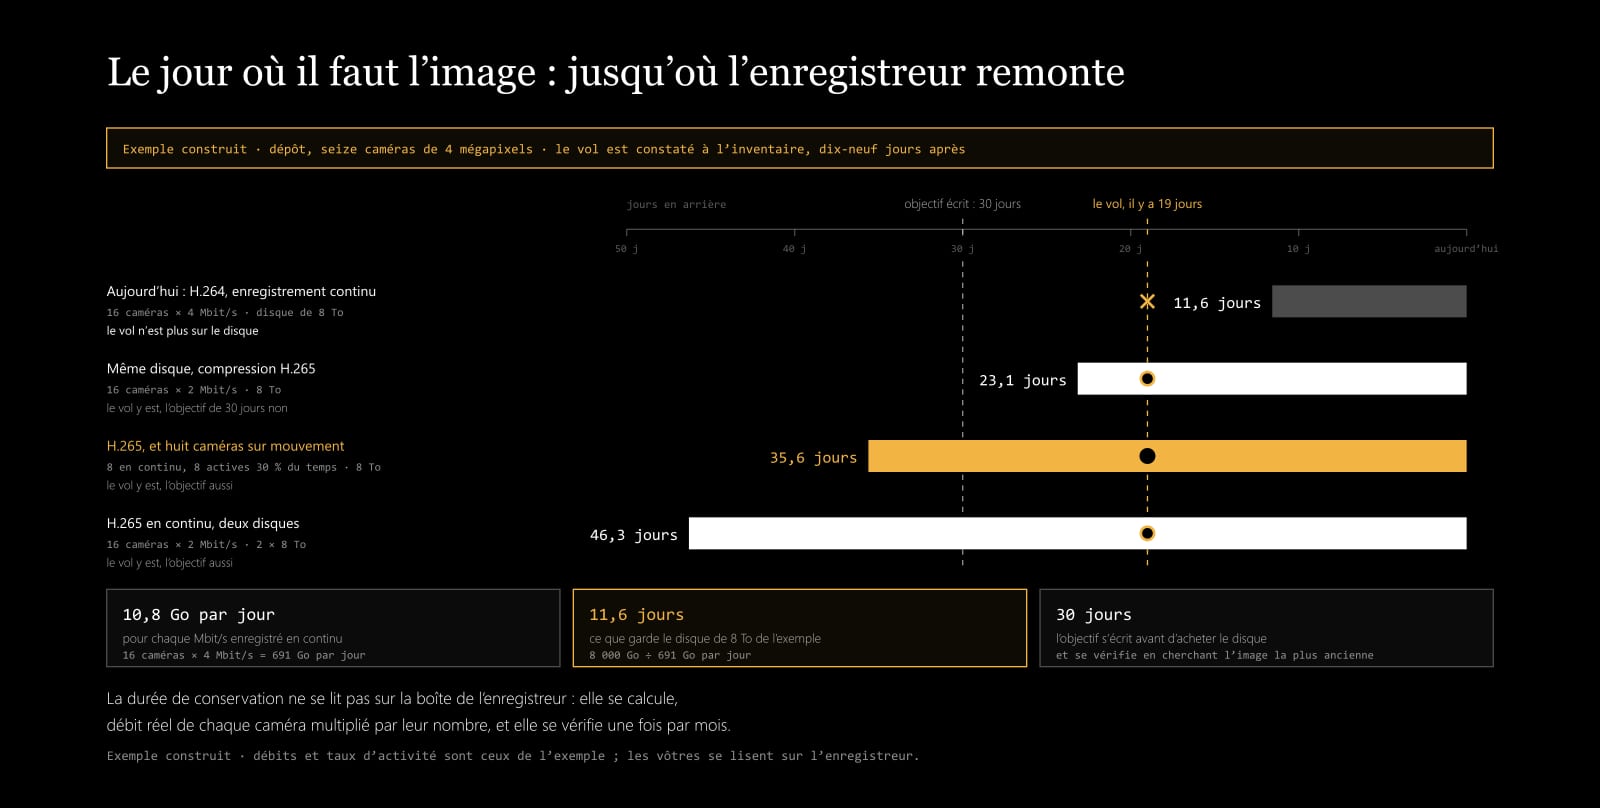 Le jour où il faut l’image : jusqu’où l’enregistreur remonte
Exemple construit · dépôt, seize caméras de 4 mégapixels · le vol est constaté à l’inventaire, dix-neuf jours après
jours en arrière
objectif écrit : 30 jours
le vol, il y a 19 jours
50 j
40 j
30 j
20 j
10 j
aujourd’hui
Aujourd’hui : H.264, enregistrement continu
16 caméras × 4 Mbit/s · disque de 8 To
le vol n’est plus sur le disque
11,6 jours
Même disque, compression H.265
16 caméras × 2 Mbit/s · 8 To
le vol y est, l’objectif de 30 jours non
23,1 jours
H.265, et huit caméras sur mouvement
8 en continu, 8 actives 30 % du temps · 8 To
le vol y est, l’objectif aussi
35,6 jours
H.265 en continu, deux disques
16 caméras × 2 Mbit/s · 2 × 8 To
le vol y est, l’objectif aussi
46,3 jours
10,8 Go par jour
pour chaque Mbit/s enregistré en continu
16 caméras × 4 Mbit/s = 691 Go par jour
11,6 jours
ce que garde le disque de 8 To de l’exemple
8 000 Go ÷ 691 Go par jour
30 jours
l’objectif s’écrit avant d’acheter le disque
et se vérifie en cherchant l’image la plus ancienne
La durée de conservation ne se lit pas sur la boîte de l’enregistreur : elle se calcule,
débit réel de chaque caméra multiplié par leur nombre, et elle se vérifie une fois par mois.
Exemple construit · débits et taux d’activité sont ceux de l’exemple ; les vôtres se lisent sur l’enregistreur.